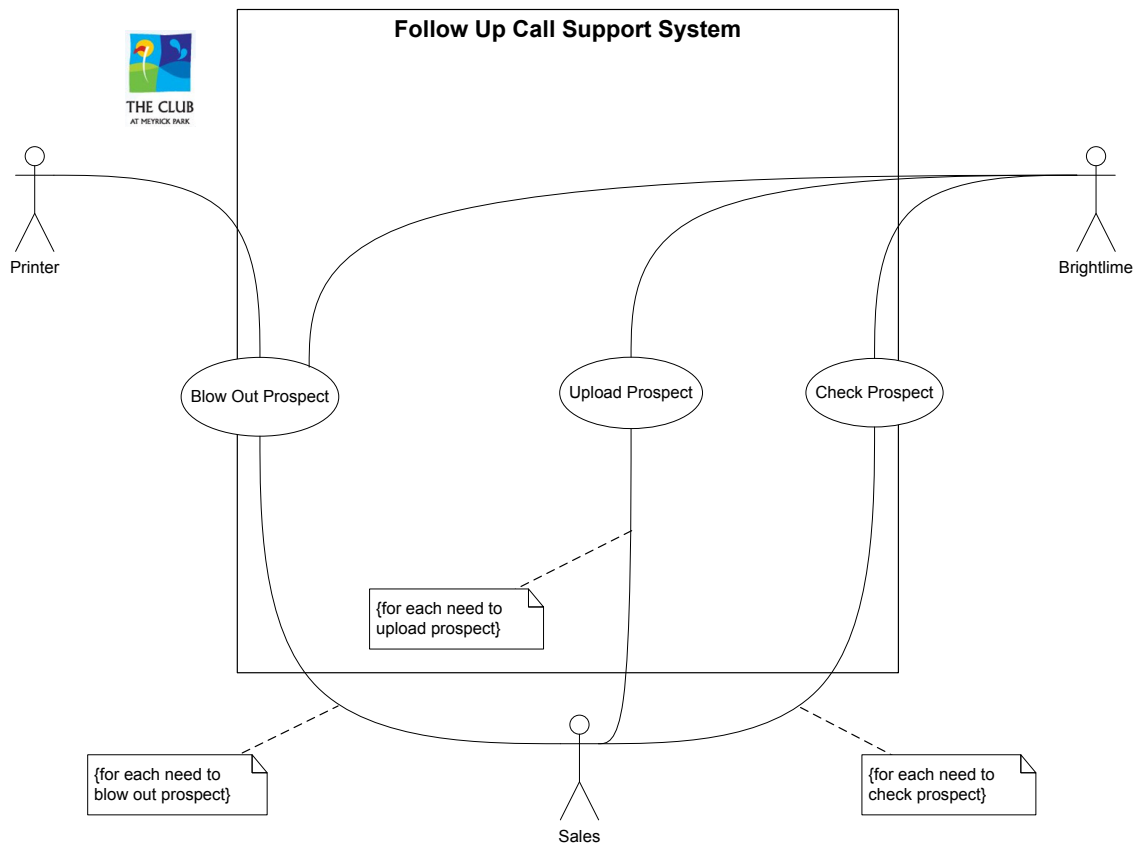 Follow Up Call Support System
THE CLUB
AT MEYRICK PARK
Printer
Brightlime
Blow Out Prospect
Upload Prospect
Check Prospect
{for each need to
upload prospect}
{for each need to
blow out prospect}
{for each need to
check prospect}
Sales